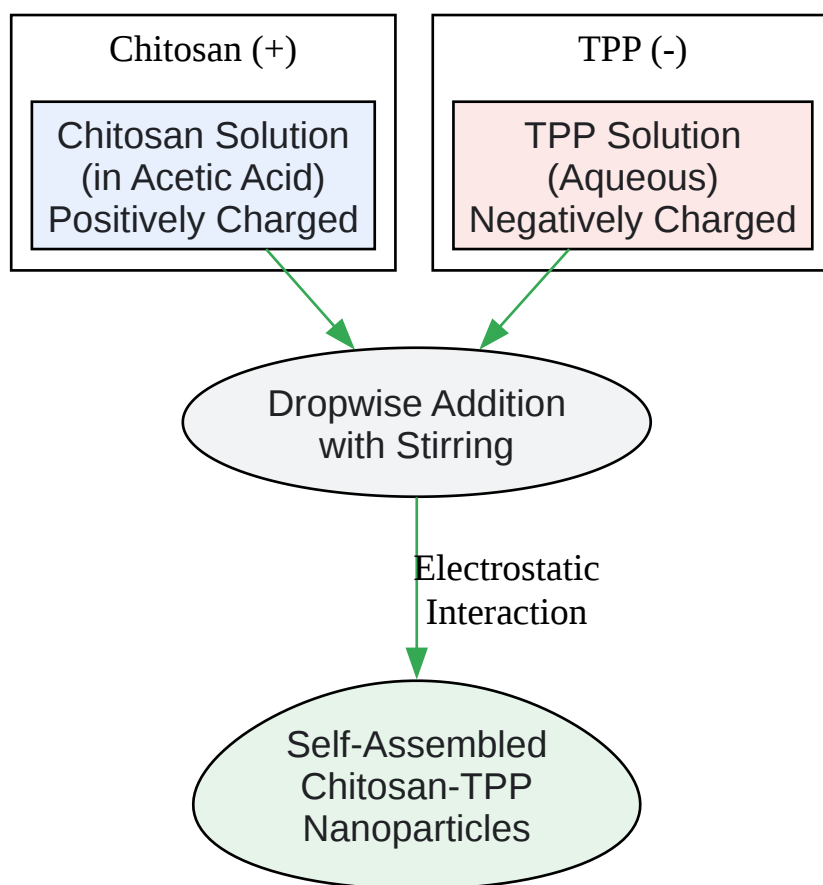 Chitosan (+)
Chitosan Solution
(in Acetic Acid)
Positively Charged
TPP (-)
TPP Solution
(Aqueous)
Negatively Charged
Dropwise Addition
with Stirring
Electrostatic
Interaction
Self-Assembled
Chitosan-TPP
Nanoparticles